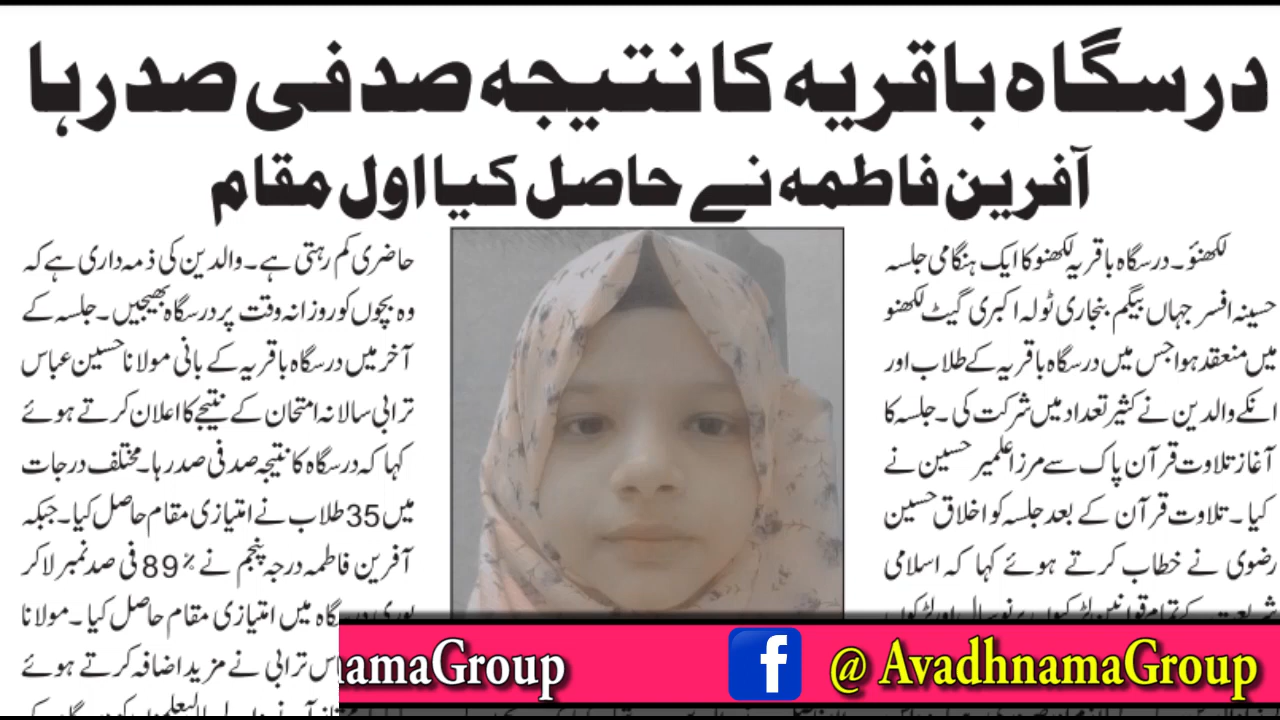 درسگاہ باقریہ کا نتیجہ صد فی صد رہا
آفرین فاطمہ نے حاصل کیا اول مقام
لکھنؤ۔درسگاہ باقریہ لکھنو کا ایک ہنگامی جلسہ
حسینہ افسر جہاں بیگم بنجاری ٹولہ اکبری گیٹ لکھنو
میں منعقد ہوا جس میں درسگاہ باقریہ کے طلاب اور
انکے والدین نے کثیر تعداد میں شرکت کی۔جلسہ کا
آغاز تلاوت قرآن پاک سے مرزا علمیر حسین نے
کیا۔تلاوت قرآن کے بعد جلسہ کو اخلاق حسین
رضوی نے خطاب کرتے ہوئے کہا کہ اسلامی
حاضری کم رہتی ہے۔والدین کی ذمہ داری ہے کہ
وہ بچوں کو روزانہ وقت پر درسگاہ بھیجیں۔جلسہ کے
آخر میں درسگاہ باقریہ کے بانی مولانا حسین عباس
ترابی سالانہ امتحان کے نتیجے کا اعلان کرتے ہوئے
کہا کہ درسگاہ کا نتیجہ صد فی صد رہا۔مختلف درجات
میں 35 طلاب نے امتیازی مقام حاصل کیا۔جبکہ
آفرین فاطمہ درجہ پنجم نے ٪89 فی صد نمبر لاکر
پوری درسگاہ میں امتیازی مقام حاصل کیا۔مولانا
ترابی نے مزید اضافہ کرتے ہوئے
namaGroup
f @ AvadhnamaGroup